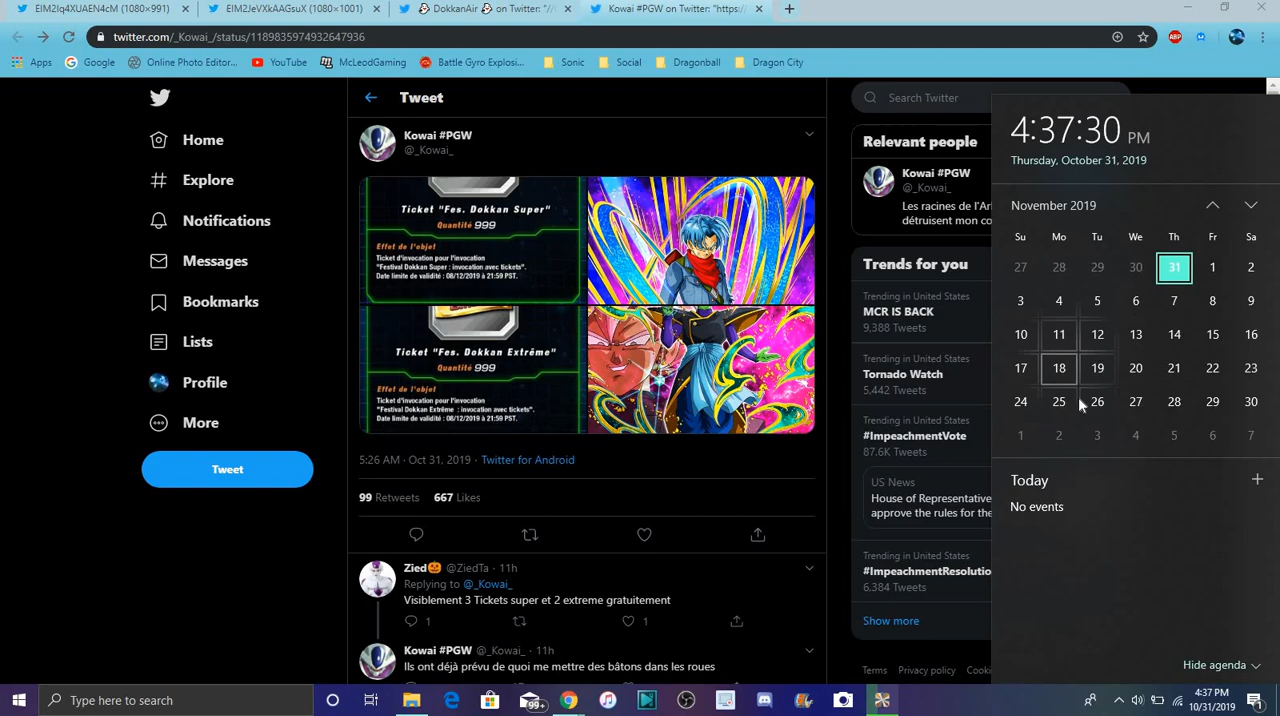 EIM2Iq4XUAEN4cM (1080×991)
EIM2JeVXkAAGsuX (1080×1001)
DokkanAir on Twitter: "
Kowai #PGW on Twitter: "https:/
twitter.com/_Kowai_/status/1189835974932647936
Apps
Google
Online Photo Editor...
YouTube
McLeodGaming
Battle Gyro Explosi...
Sonic
Social
Dragonball
Dragon City
Home
Explore
Notifications
Messages
Bookmarks
Lists
Profile
More
Tweet
Tweet
Kowai #PGW
@_Kowai_
Ticket "Fes. Dokkan Super"
Quantité 999
Effet de l'objet
Ticket d'invocation pour l'invocation
"Festival Dokkan Super : invocation avec tickets".
Date limite de validité : 08/12/2019 à 21:59 PST.
Ticket "Fes. Dokkan Extrême"
Quantité 999
Effet de l'objet
Ticket d'invocation pour l'invocation
"Festival Dokkan Extrême : invocation avec tickets".
Date limite de validité : 08/12/2019 à 21:59 PST.
5:26 AM · Oct 31, 2019 · Twitter for Android
99 Retweets 667 Likes
Zied @ZiedTa · 11h
Replying to @_Kowai_
Visiblement 3 Tickets super et 2 extreme gratuitement
1
1
Kowai #PGW @_Kowai_ · 11h
Ils ont déjà prévu de quoi me mettre des bâtons dans les roues
Search Twitter
Relevant people
Kowai #PGW
@_Kowai_
Les racines de l'Ar
détruisent mon co
Trends for you
Trending in United States
MCR IS BACK
9,388 Tweets
Trending in United States
Tornado Watch
5,442 Tweets
Trending in United States
#ImpeachmentVote
87.6K Tweets
US News
House of Representative
approve the rules for the
Trending in United States
#ImpeachmentResolutio
6,384 Tweets
Show more
Terms Privacy policy Cooki
4:37:30 PM
Thursday, October 31, 2019
November 2019
Su Mo Tu We Th Fr Sa
27 28 29 30 31 1 2
3 4 5 6 7 8 9
10 11 12 13 14 15 16
17 18 19 20 21 22 23
24 25 26 27 28 29 30
1 2 3 4 5 6 7
Today
No events
Hide agenda
Type here to search
99+
4:37 PM
10/31/2019